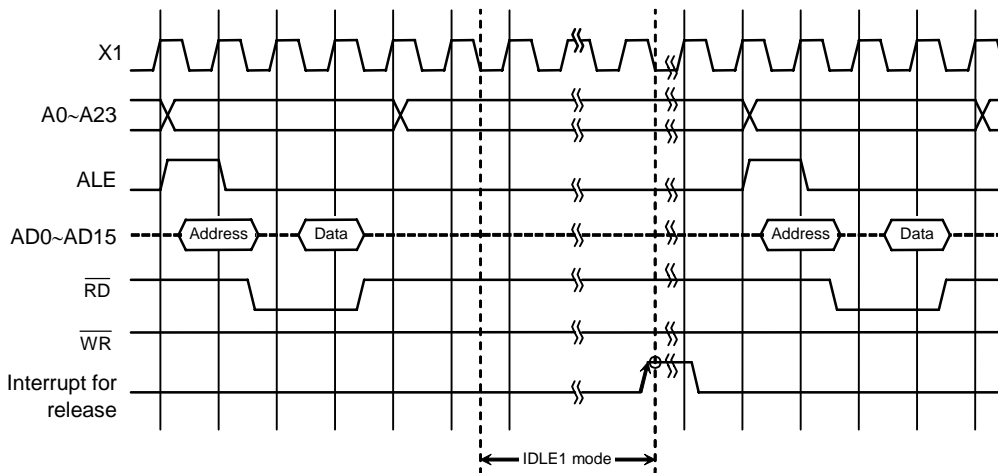 X1
A0~A23
ALE
AD0~AD15
Address
Data
Address
Data
RD
WR
Interrupt for
release
IDLE1 mode